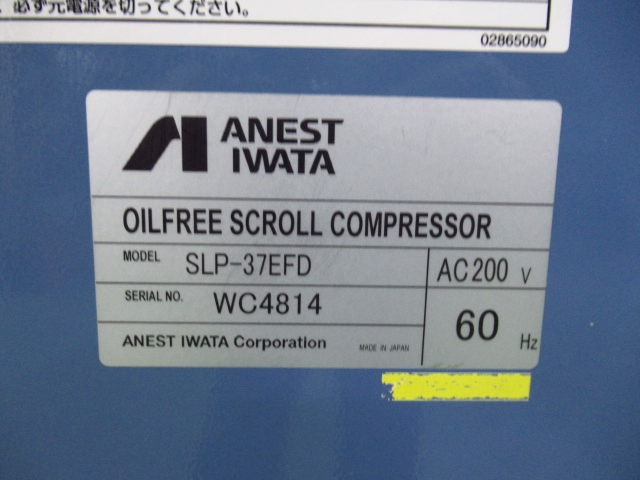 、必ず元電源を切ってください。
02865090
ANEST
IWATA
OILFREE SCROLL COMPRESSOR
MODEL SLP-37EFD
AC200 V
SERIAL NO. WC4814
60 Hz
ANEST IWATA Corporation
MADE IN JAPAN